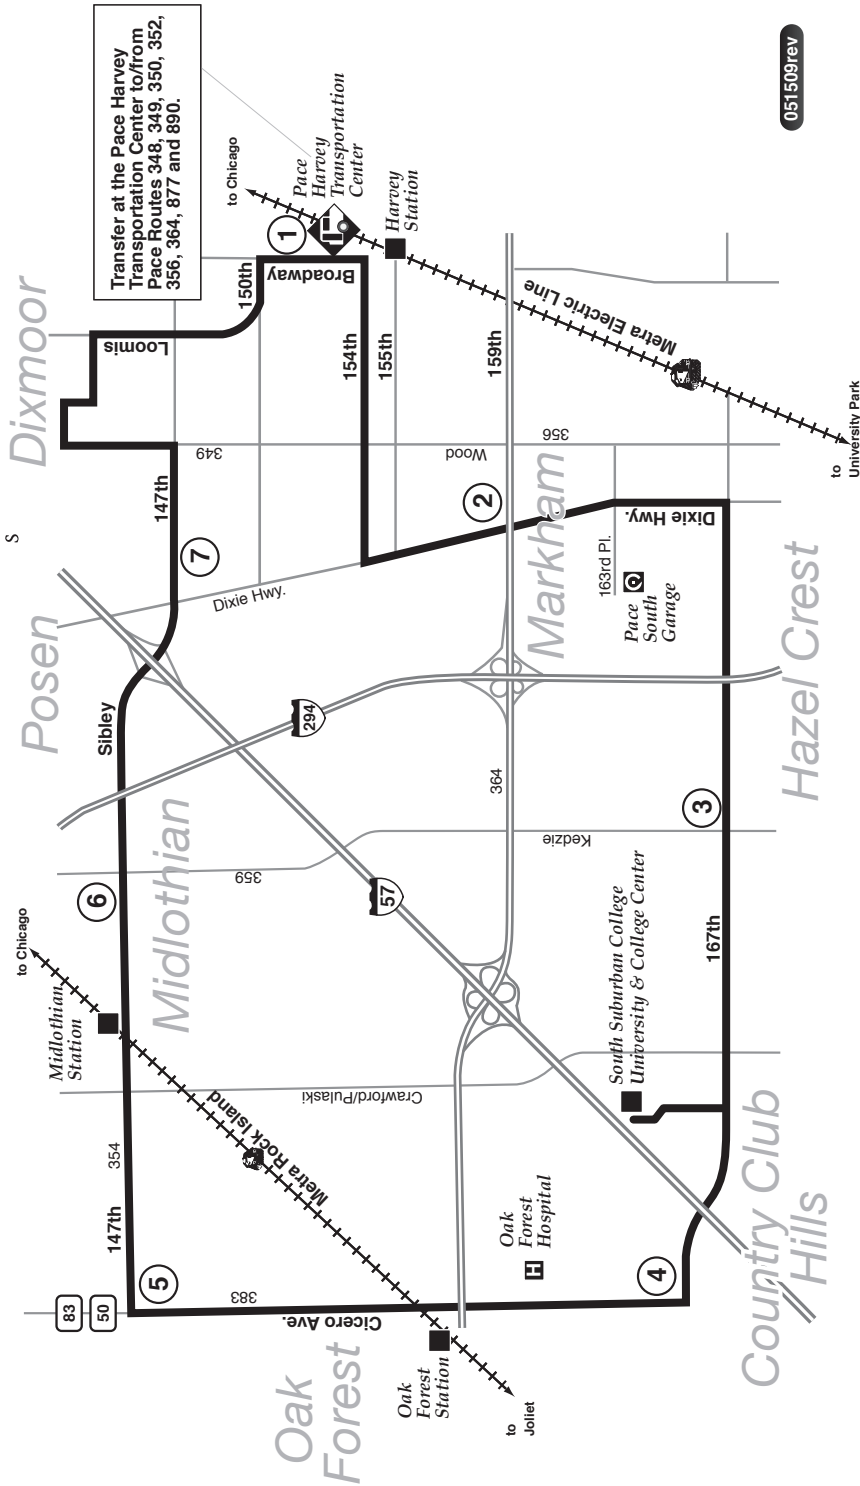 Transfer at the Pace Harvey
Transportation Center to/from
Pace Routes 348, 349, 350, 352,
356, 364, 877 and 890.
051509rev
S
to Chicago
Pace
Harvey
Transportation
Center
1
Harvey
Station
150th
Broadway
Dixmoor
Loomis
154th
155th
159th
Metra Electric Line
to
University Park
349
Wood
356
147th
7
2
Markham
Dixie Hwy.
Dixie Hwy.
163rd Pl.
Pace
South
Garage
Posen
Hazel Crest
Sibley
294
364
3
Midlothian
Kedzie
359
6
57
to Chicago
Midlothian
Station
167th
South Suburban College
University & College Center
Crawford/Pulaski
Metra Rock Island
354
147th
Oak
Forest
Hospital
H
Country Club
Hills
5
4
383
83
50
Cicero Ave.
Oak
Forest
Oak
Forest
Station
to
Joliet